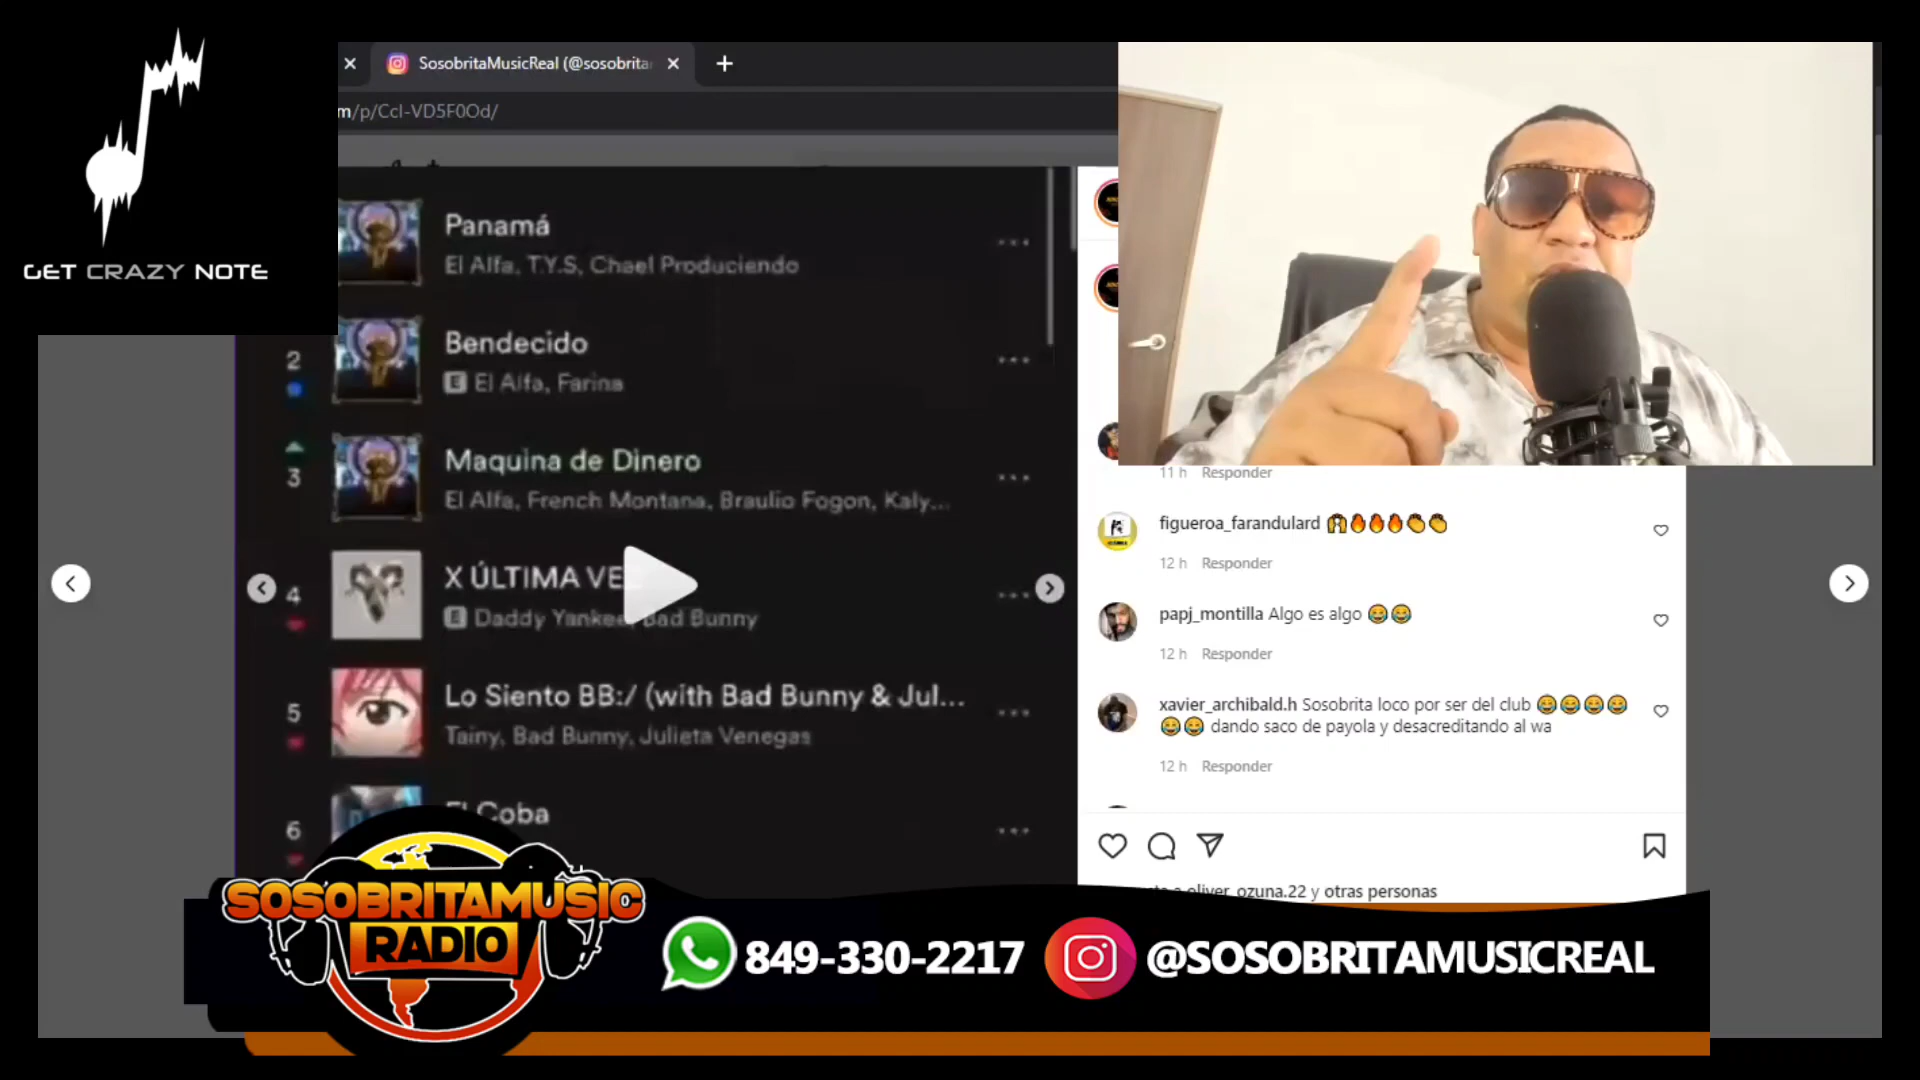 GET CRAZY NOTE
SosobritaMusicReal (@sosobrita
m/p/CcI-VD5F0Od/
Panamá
El Alfa, T.Y.S, Chael Produciendo
2
Bendecido
E El Alfa, Farina
3
Maquina de Dinero
El Alfa, French Montana, Braulio Fogon, Kaly...
4
X ÚLTIMA VE
E Daddy Yankee, Bad Bunny
5
Lo Siento BB:/ (with Bad Bunny & Jul...
Tainy, Bad Bunny, Julieta Venegas
6
El Coba
11 h Responder
figueroa_farandulard 🙌🔥🔥🔥👏👏
12 h Responder
papj_montilla Algo es algo 😂😂
12 h Responder
xavier_archibald.h Sosobrita loco por ser del club 😂😂😂😂
😂😂 dando saco de payola y desacreditando al wa
12 h Responder
a oliver_ozuna.22 y otras personas
SOSOBRITAMUSIC
RADIO
849-330-2217
@SOSOBRITAMUSICREAL